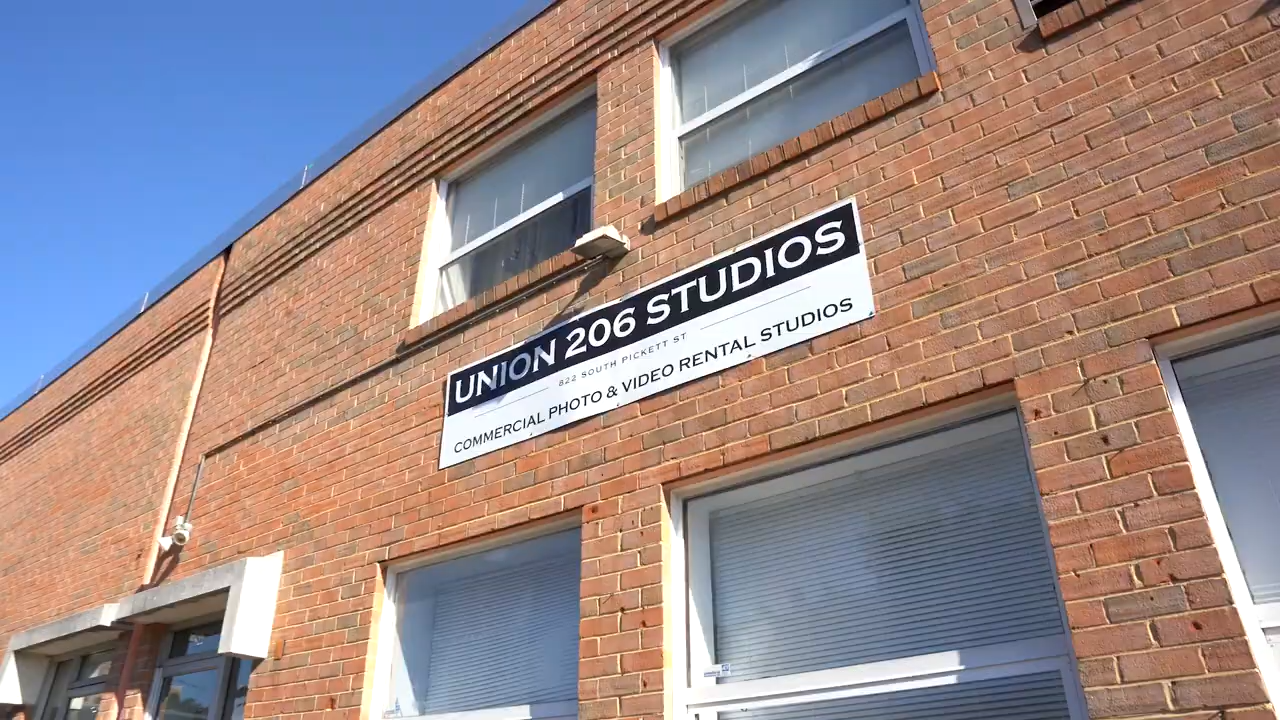 UNION 206 STUDIOS
822 SOUTH PICKETT ST
COMMERCIAL PHOTO & VIDEO RENTAL STUDIOS